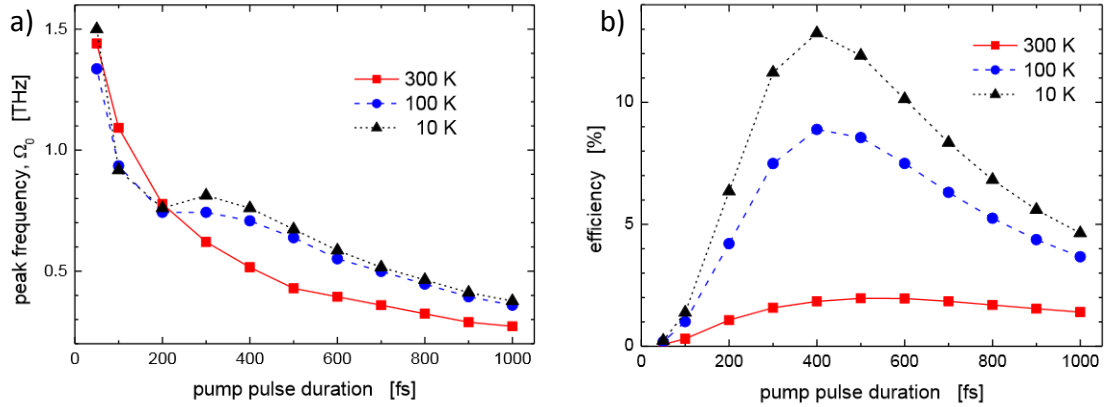 a)
1.5
1.0
0.5
peak frequency, Ω₀ [THz]
300 K
100 K
10 K
0 200 400 600 800 1000
pump pulse duration [fs]
b)
10
5
0
efficiency [%]
300 K
100 K
10 K
0 200 400 600 800 1000
pump pulse duration [fs]